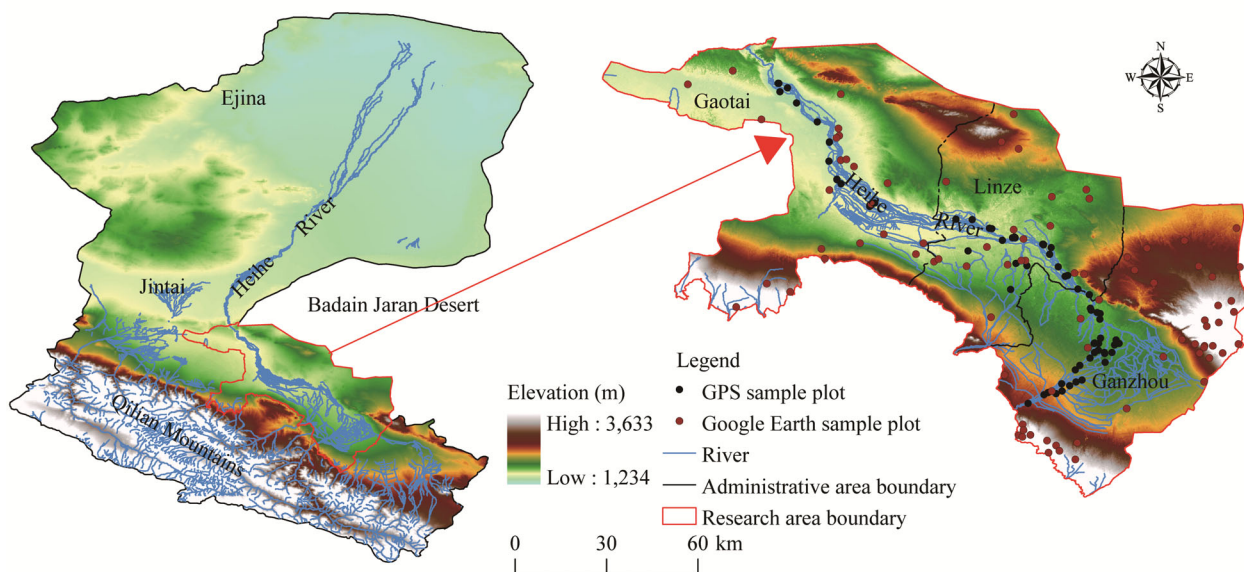 Ejina
River
Heihe
Jintai
Badain Jaran Desert
Qilian Mountains
Elevation (m)
High : 3,633
Low : 1,234
Gaotai
Heihe
River
Linze
Ganzhou
N
W E
S
Legend
GPS sample plot
Google Earth sample plot
River
Administrative area boundary
Research area boundary
0 30 60 km